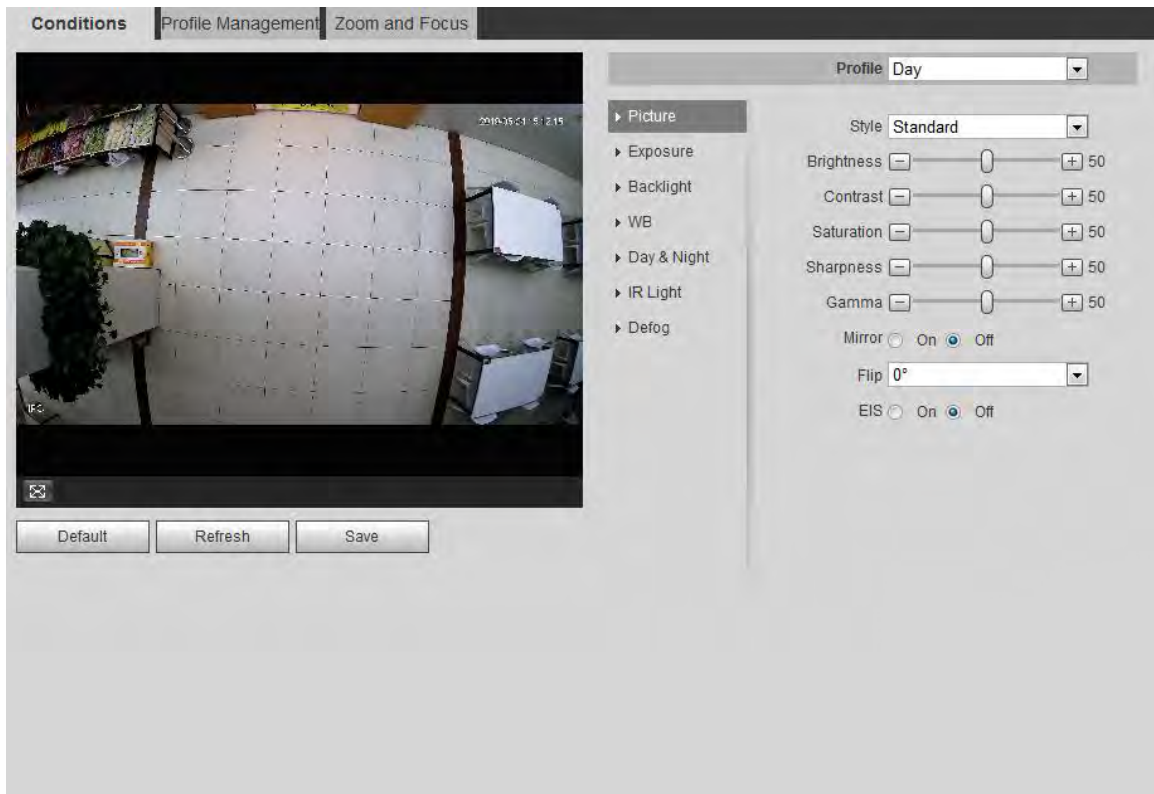 Conditions
Profile Management
Zoom and Focus
Profile Day
IPC
Picture
Exposure
Backlight
WB
Day & Night
IR Light
Defog
Style Standard
Brightness 50
Contrast 50
Saturation 50
Sharpness 50
Gamma 50
Mirror On Off
Flip 0°
EIS On Off
Default
Refresh
Save